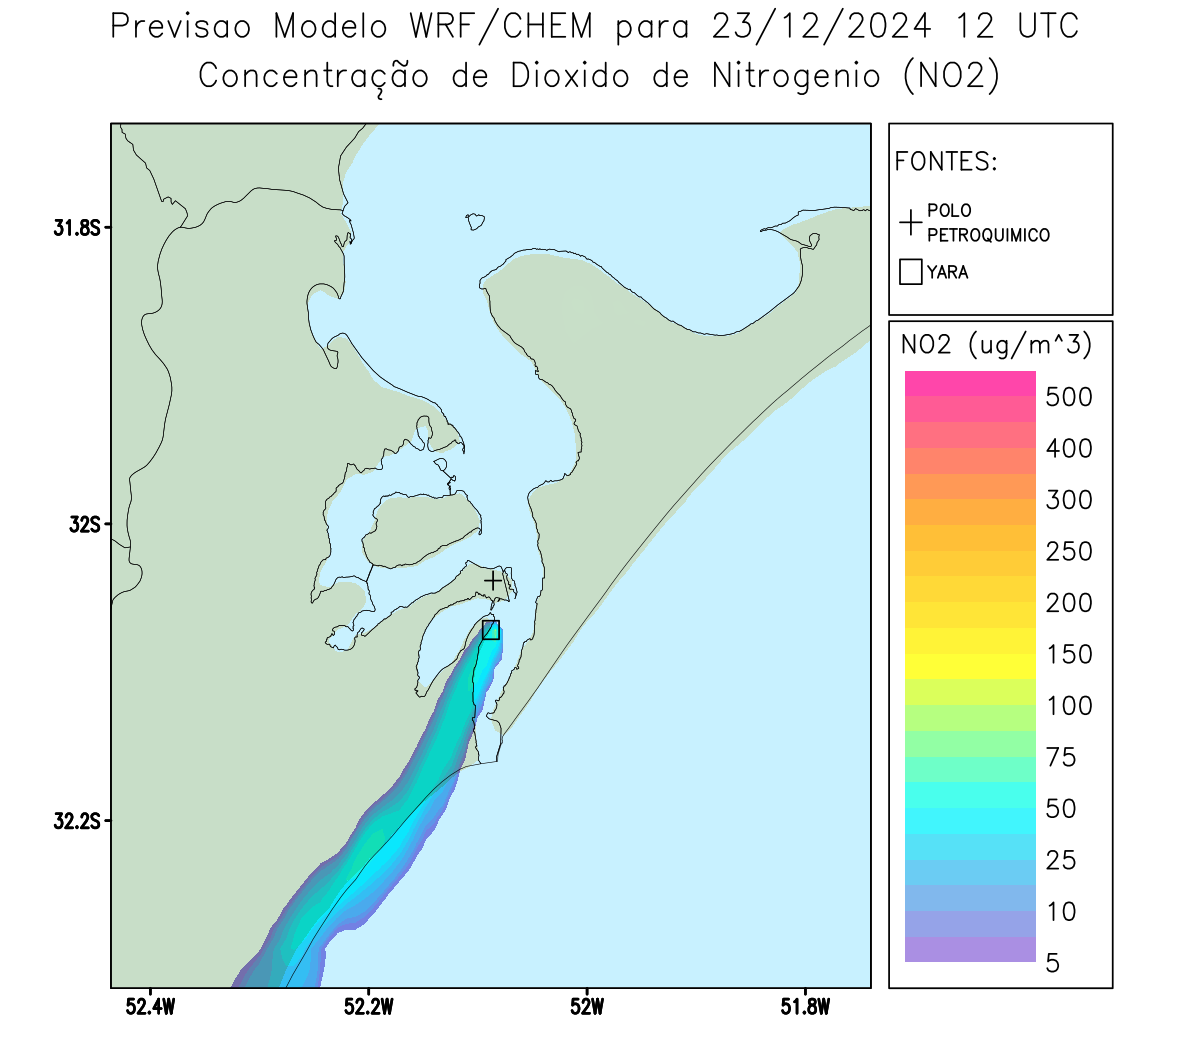 Previsao Modelo WRF/CHEM para 23/12/2024 12 UTC
Concentração de Dioxido de Nitrogenio (NO2)
FONTES:
POLO
PETROQUIMICO
YARA
NO2 (ug/m^3)
500
400
300
250
200
150
100
75
50
25
10
5
31.8S
32S
32.2S
52.4W
52.2W
52W
51.8W